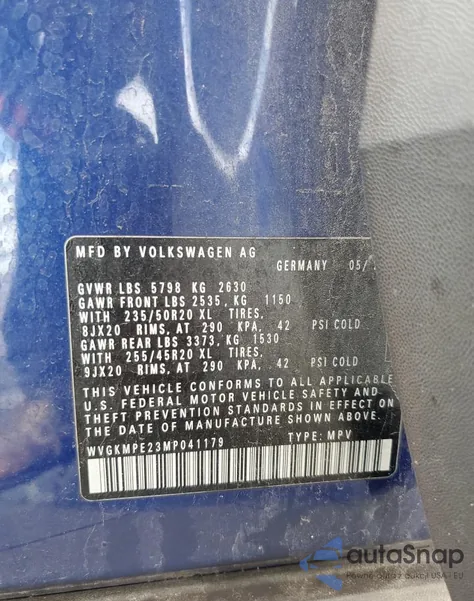 MFD BY VOLKSWAGEN AG
GERMANY 05/
GVWR LBS 5798 KG 2630
GAWR FRONT LBS 2535, KG 1150
WITH 235/50R20 XL TIRES,
8JX20 RIMS, AT 290 KPA, 42 PSI COLD
GAWR REAR LBS 3373, KG 1530
WITH 255/45R20 XL TIRES,
9JX20 RIMS, AT 290 KPA, 42 PSI COLD
THIS VEHICLE CONFORMS TO ALL APPLICABLE
U.S. FEDERAL MOTOR VEHICLE SAFETY AND
THEFT PREVENTION STANDARDS IN EFFECT ON
THE DATE OF MANUFACTURE SHOWN ABOVE.
WVGKMPE23MP041179 TYPE: MPV
autoSnap